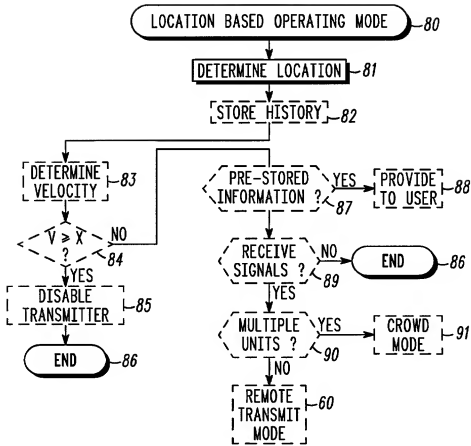 LOCATION BASED OPERATING MODE
80
DETERMINE LOCATION
81
STORE HISTORY
82
DETERMINE
VELOCITY
83
V ≥ X
?
84
NO
YES
DISABLE
TRANSMITTER
85
END
86
PRE-STORED
INFORMATION ?
87
YES
PROVIDE
TO USER
88
RECEIVE
SIGNALS ?
89
NO
END
86
YES
MULTIPLE
UNITS ?
90
YES
CROWD
MODE
91
NO
REMOTE
TRANSMIT
MODE
60